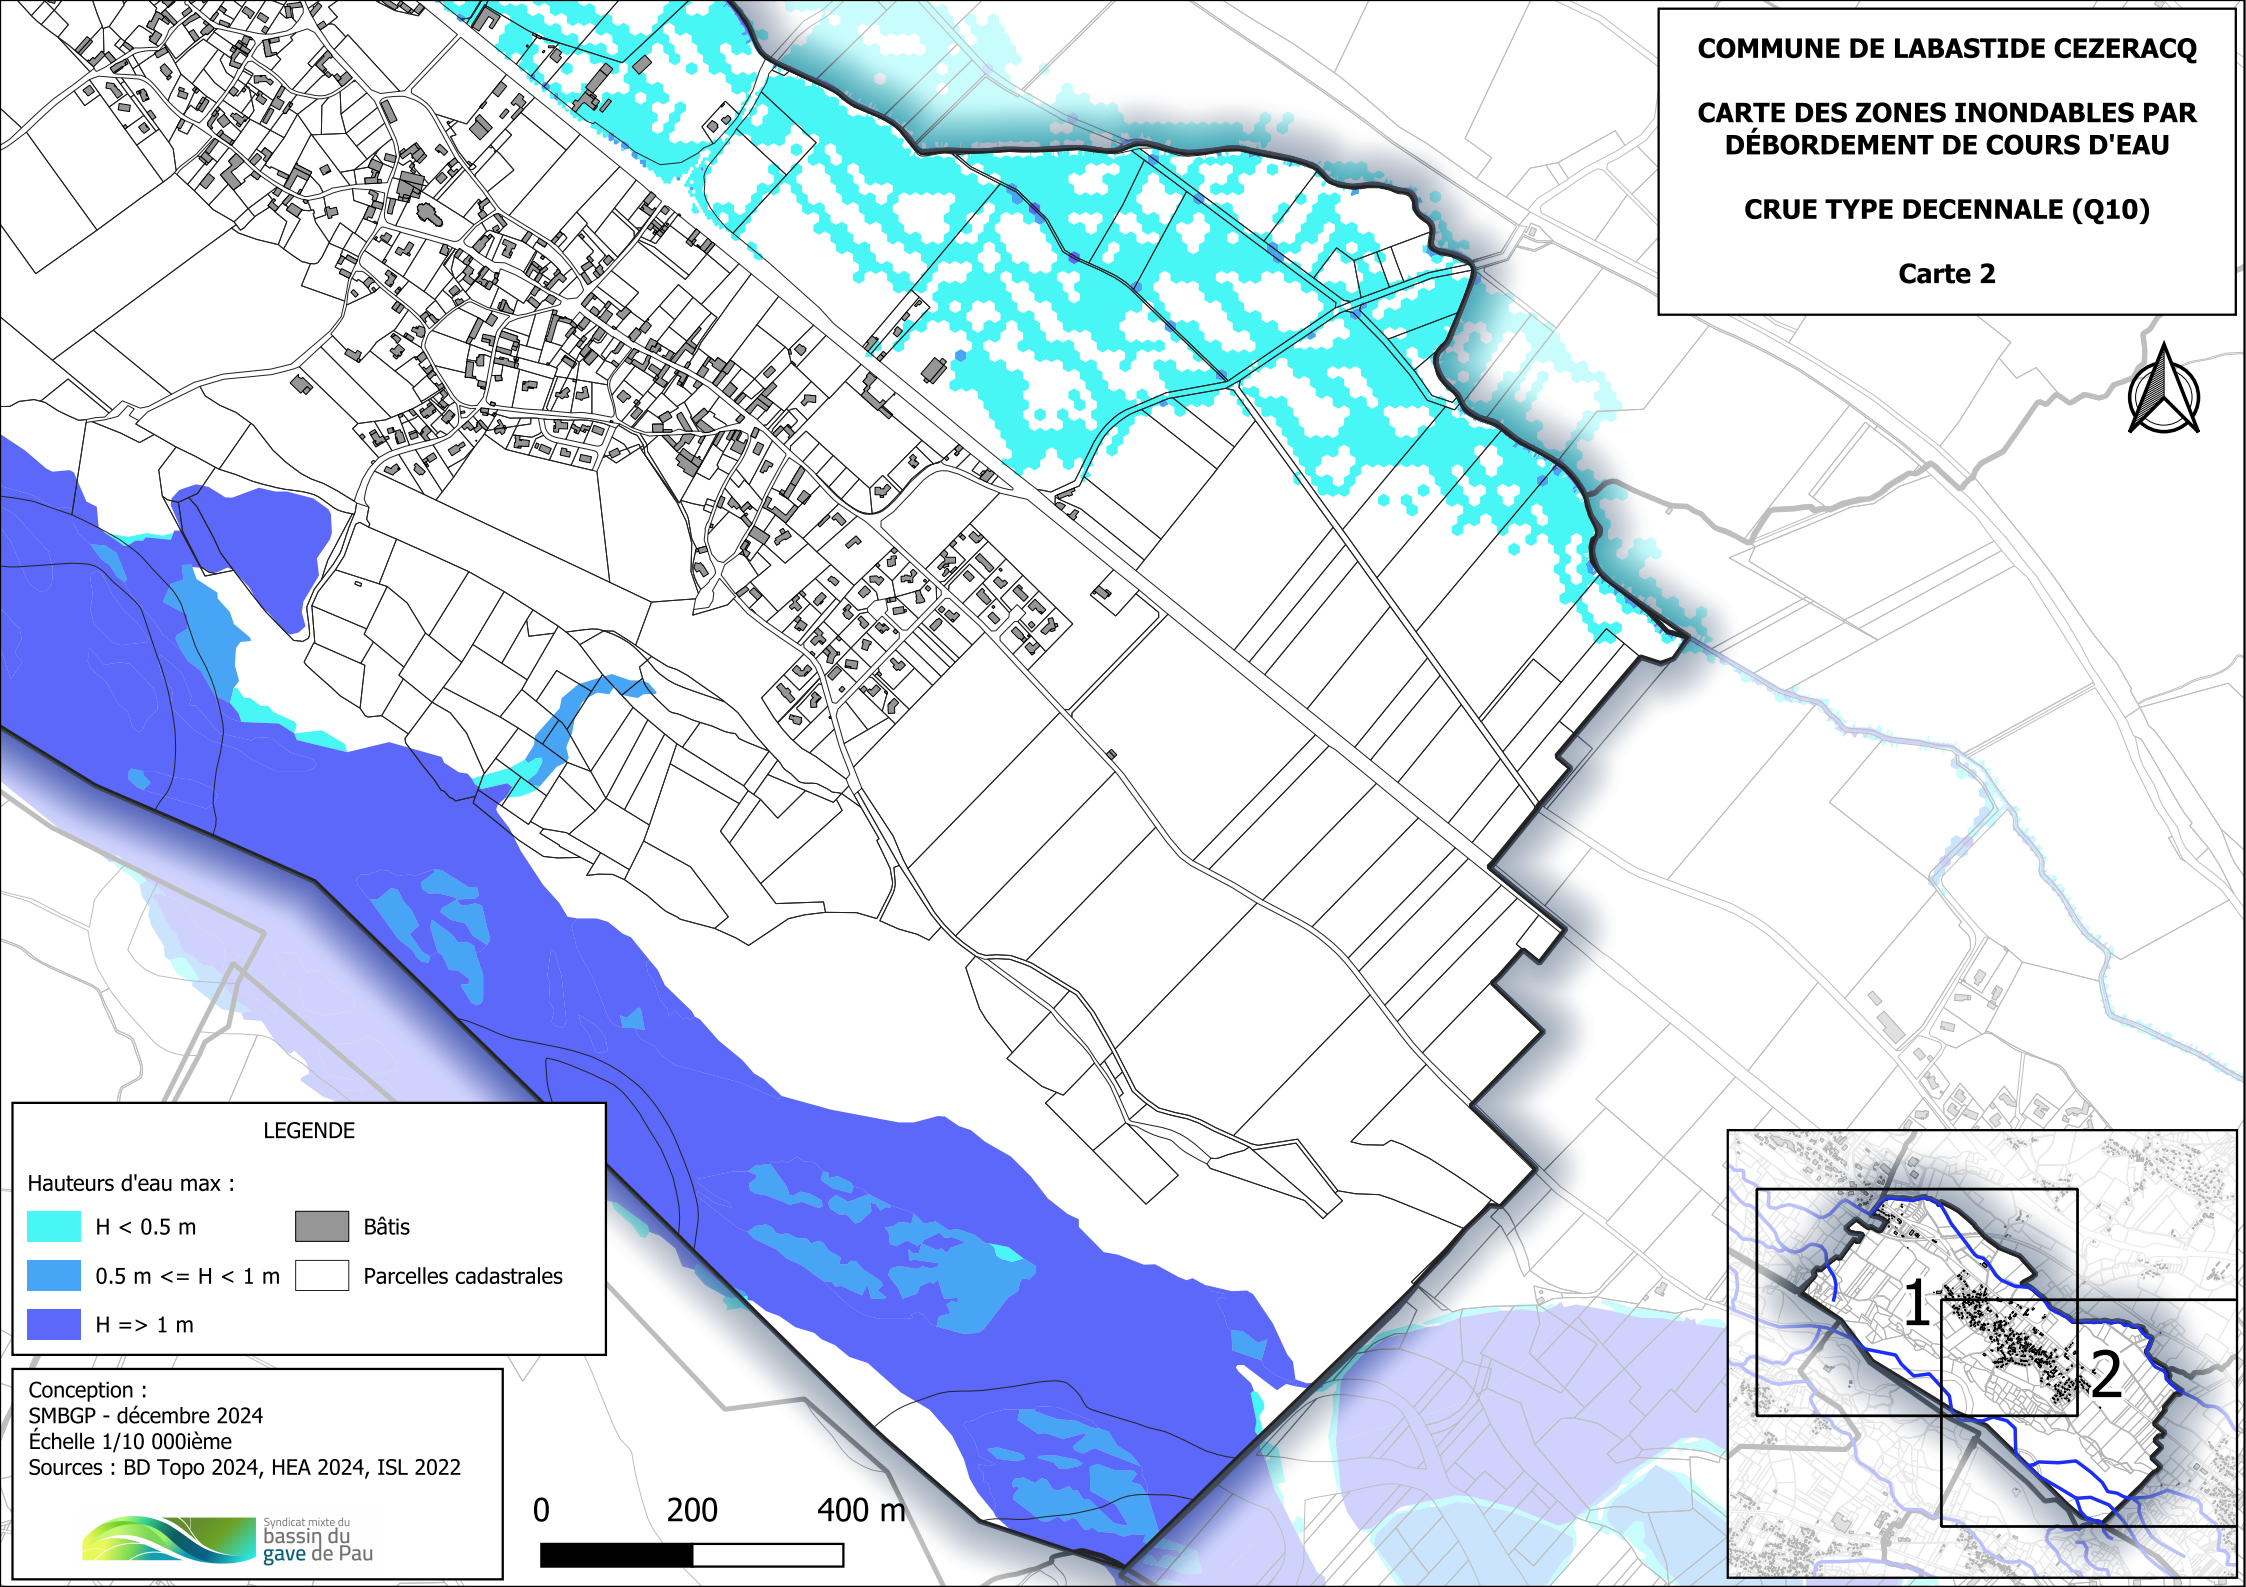 COMMUNE DE LABASTIDE CEZERACQ
CARTE DES ZONES INONDABLES PAR
DÉBORDEMENT DE COURS D'EAU
CRUE TYPE DECENNALE (Q10)
Carte 2
LEGENDE
Hauteurs d'eau max :
H < 0.5 m
0.5 m <= H < 1 m
H => 1 m
Bâtis
Parcelles cadastrales
Conception :
SMBGP - décembre 2024
Échelle 1/10 000ième
Sources : BD Topo 2024, HEA 2024, ISL 2022
Syndicat mixte du
bassin du
gave de Pau
0 200 400 m
1
2